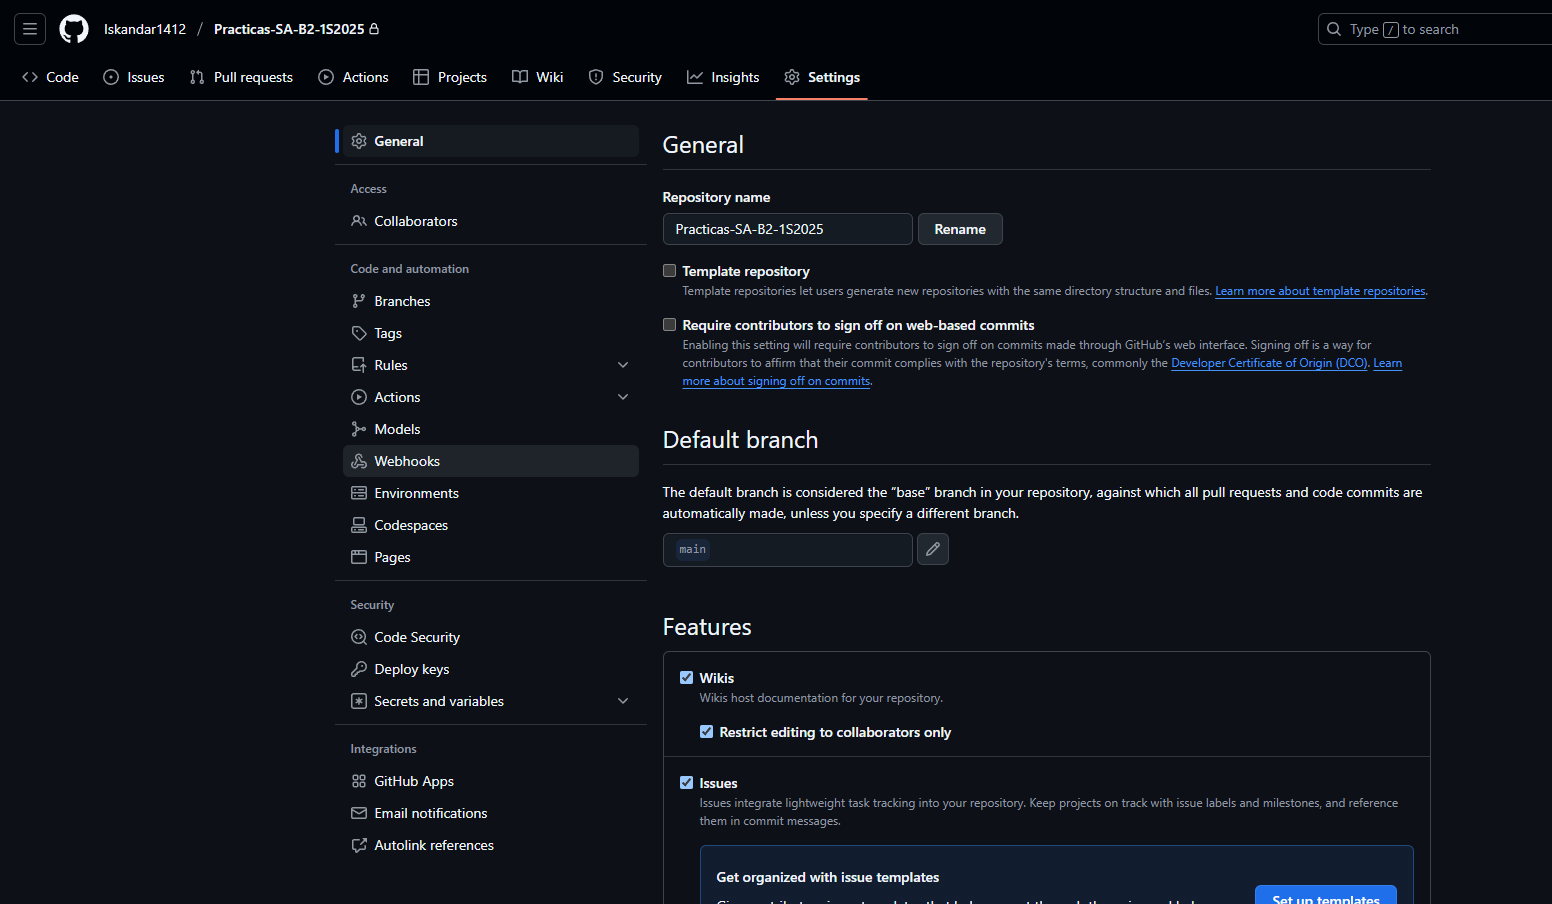 Iskandar1412 / Practicas-SA-B2-1S2025
Type / to search
Code Issues Pull requests Actions Projects Wiki Security Insights Settings
General
Access
Collaborators
Code and automation
Branches
Tags
Rules
Actions
Models
Webhooks
Environments
Codespaces
Pages
Security
Code Security
Deploy keys
Secrets and variables
Integrations
GitHub Apps
Email notifications
Autolink references
General
Repository name
Practicas-SA-B2-1S2025 Rename
Template repository
Template repositories let users generate new repositories with the same directory structure and files. Learn more about template repositories.
Require contributors to sign off on web-based commits
Enabling this setting will require contributors to sign off on commits made through GitHub's web interface. Signing off is a way for
contributors to affirm that their commit complies with the repository's terms, commonly the Developer Certificate of Origin (DCO). Learn
more about signing off on commits.
Default branch
The default branch is considered the “base” branch in your repository, against which all pull requests and code commits are
automatically made, unless you specify a different branch.
main
Features
Wikis
Wikis host documentation for your repository.
Restrict editing to collaborators only
Issues
Issues integrate lightweight task tracking into your repository. Keep projects on track with issue labels and milestones, and reference
them in commit messages.
Get organized with issue templates
Set up templates